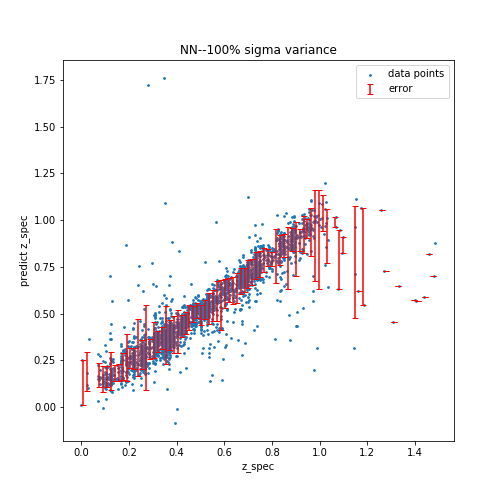 NN--100% sigma variance
data points
error
predict z_spec
1.75
1.50
1.25
1.00
0.75
0.50
0.25
0.00
0.0 0.2 0.4 0.6 0.8 1.0 1.2 1.4
z_spec